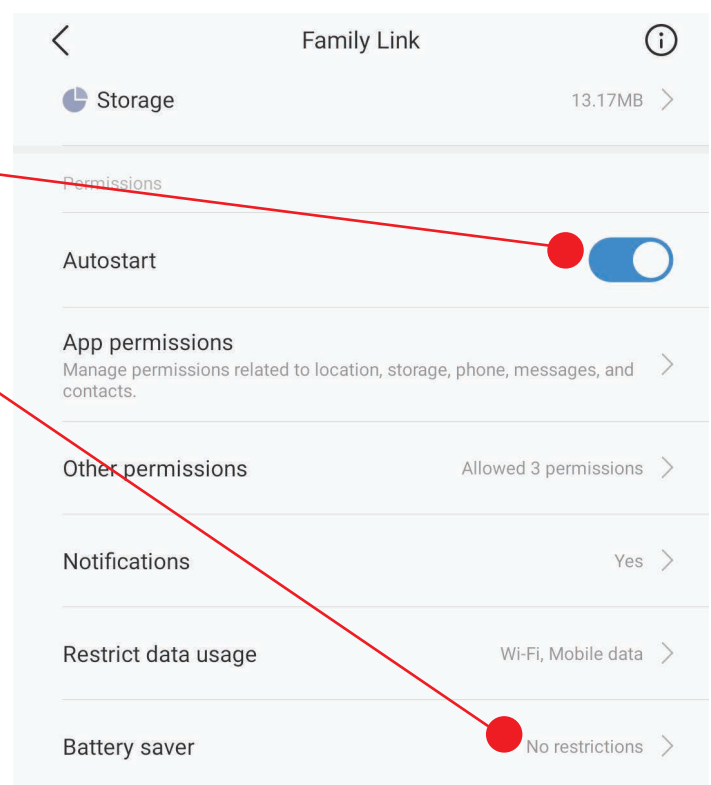 Family Link
Storage 13.17MB
Permissions
Autostart
App permissions
Manage permissions related to location, storage, phone, messages, and
contacts.
Other permissions Allowed 3 permissions
Notifications Yes
Restrict data usage Wi-Fi, Mobile data
Battery saver No restrictions